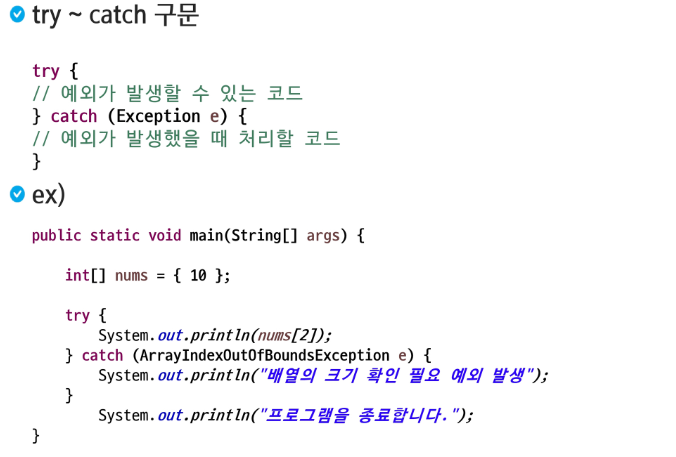 try ~ catch 구문
try {
// 예외가 발생할 수 있는 코드
} catch (Exception e) {
// 예외가 발생했을 때 처리할 코드
}
ex)
public static void main(String[] args) {
int[] nums = { 10 };
try {
System.out.println(nums[2]);
} catch (ArrayIndexOutOfBoundsException e) {
System.out.println("배열의 크기 확인 필요 예외 발생");
}
System.out.println("프로그램을 종료합니다.");
}